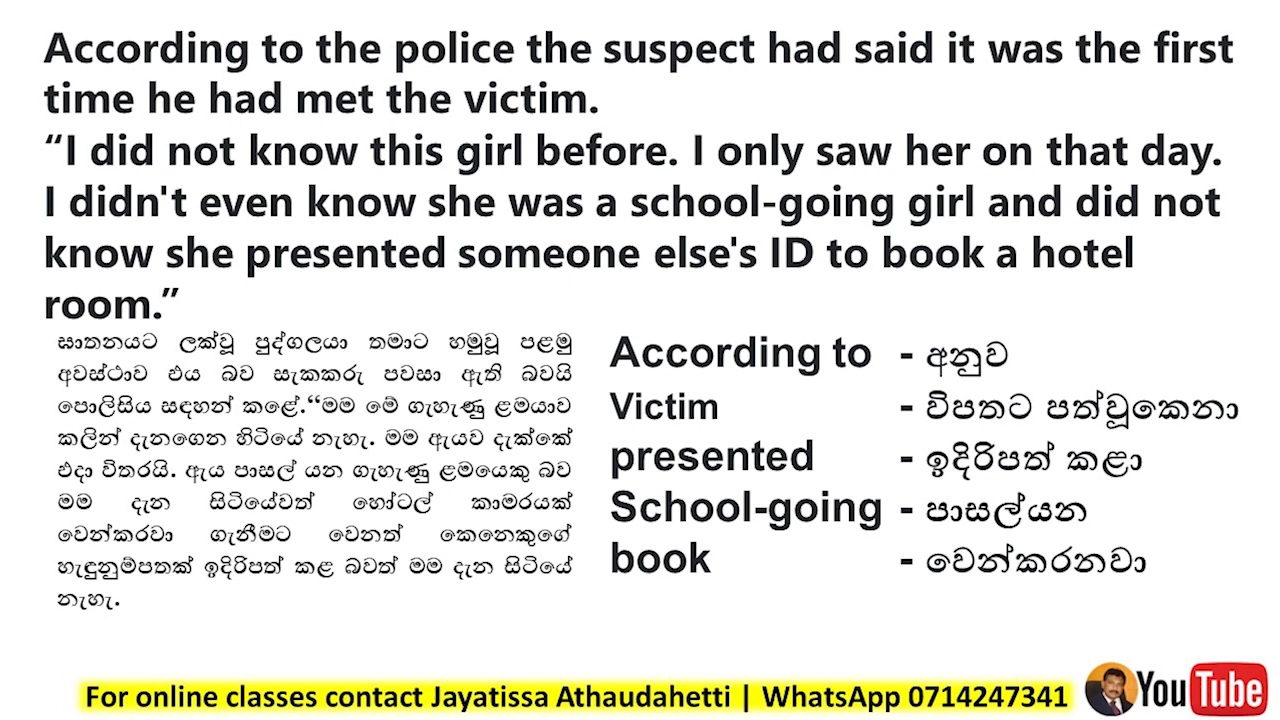 According to the police the suspect had said it was the first
time he had met the victim.
“I did not know this girl before. I only saw her on that day.
I didn't even know she was a school-going girl and did not
know she presented someone else's ID to book a hotel
room.”
ඝාතනයට ලක්වූ පුද්ගලයා තමාට හමුවූ පළමු
අවස්ථාව එය බව සැකකරු පවසා ඇති බවයි
පොලිසිය සඳහන් කළේ.“මම මේ ගැහැණු ළමයාව
කලින් දැනගෙන හිටියේ නැහැ. මම ඇයව දැක්කේ
එදා විතරයි. ඇය පාසල් යන ගැහැණු ළමයෙකු බව
මම දැන සිටියේවත් හෝටල් කාමරයක්
වෙන්කරවා ගැනීමට වෙනත් කෙනෙකුගේ
හැඳුනුම්පතක් ඉදිරිපත් කළ බවත් මම දැන සිටියේ
නැහැ.
According to - අනුව
Victim - විපතට පත්වූකෙනා
presented - ඉදිරිපත් කළා
School-going - පාසල්යන
book - වෙන්කරනවා
For online classes contact Jayatissa Athaudahetti | WhatsApp 0714247341
YouTube